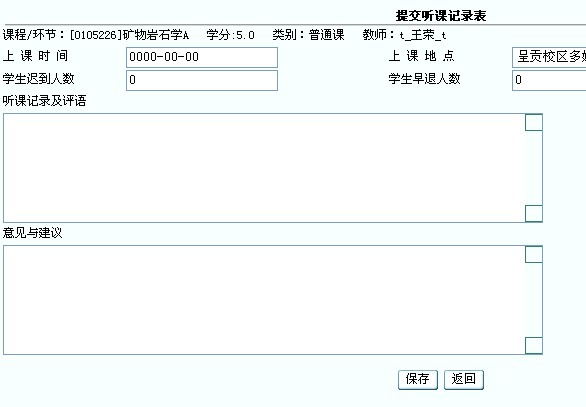 提交听课记录表
课程/环节：[0105226]矿物岩石学A 学分:5.0 类别：普通课 教师：t_王荣_t
上 课 时 间 0000-00-00 上 课 地 点 呈贡校区多
学生迟到人数 0 学生早退人数 0
听课记录及评语
意见与建议
保存 返回